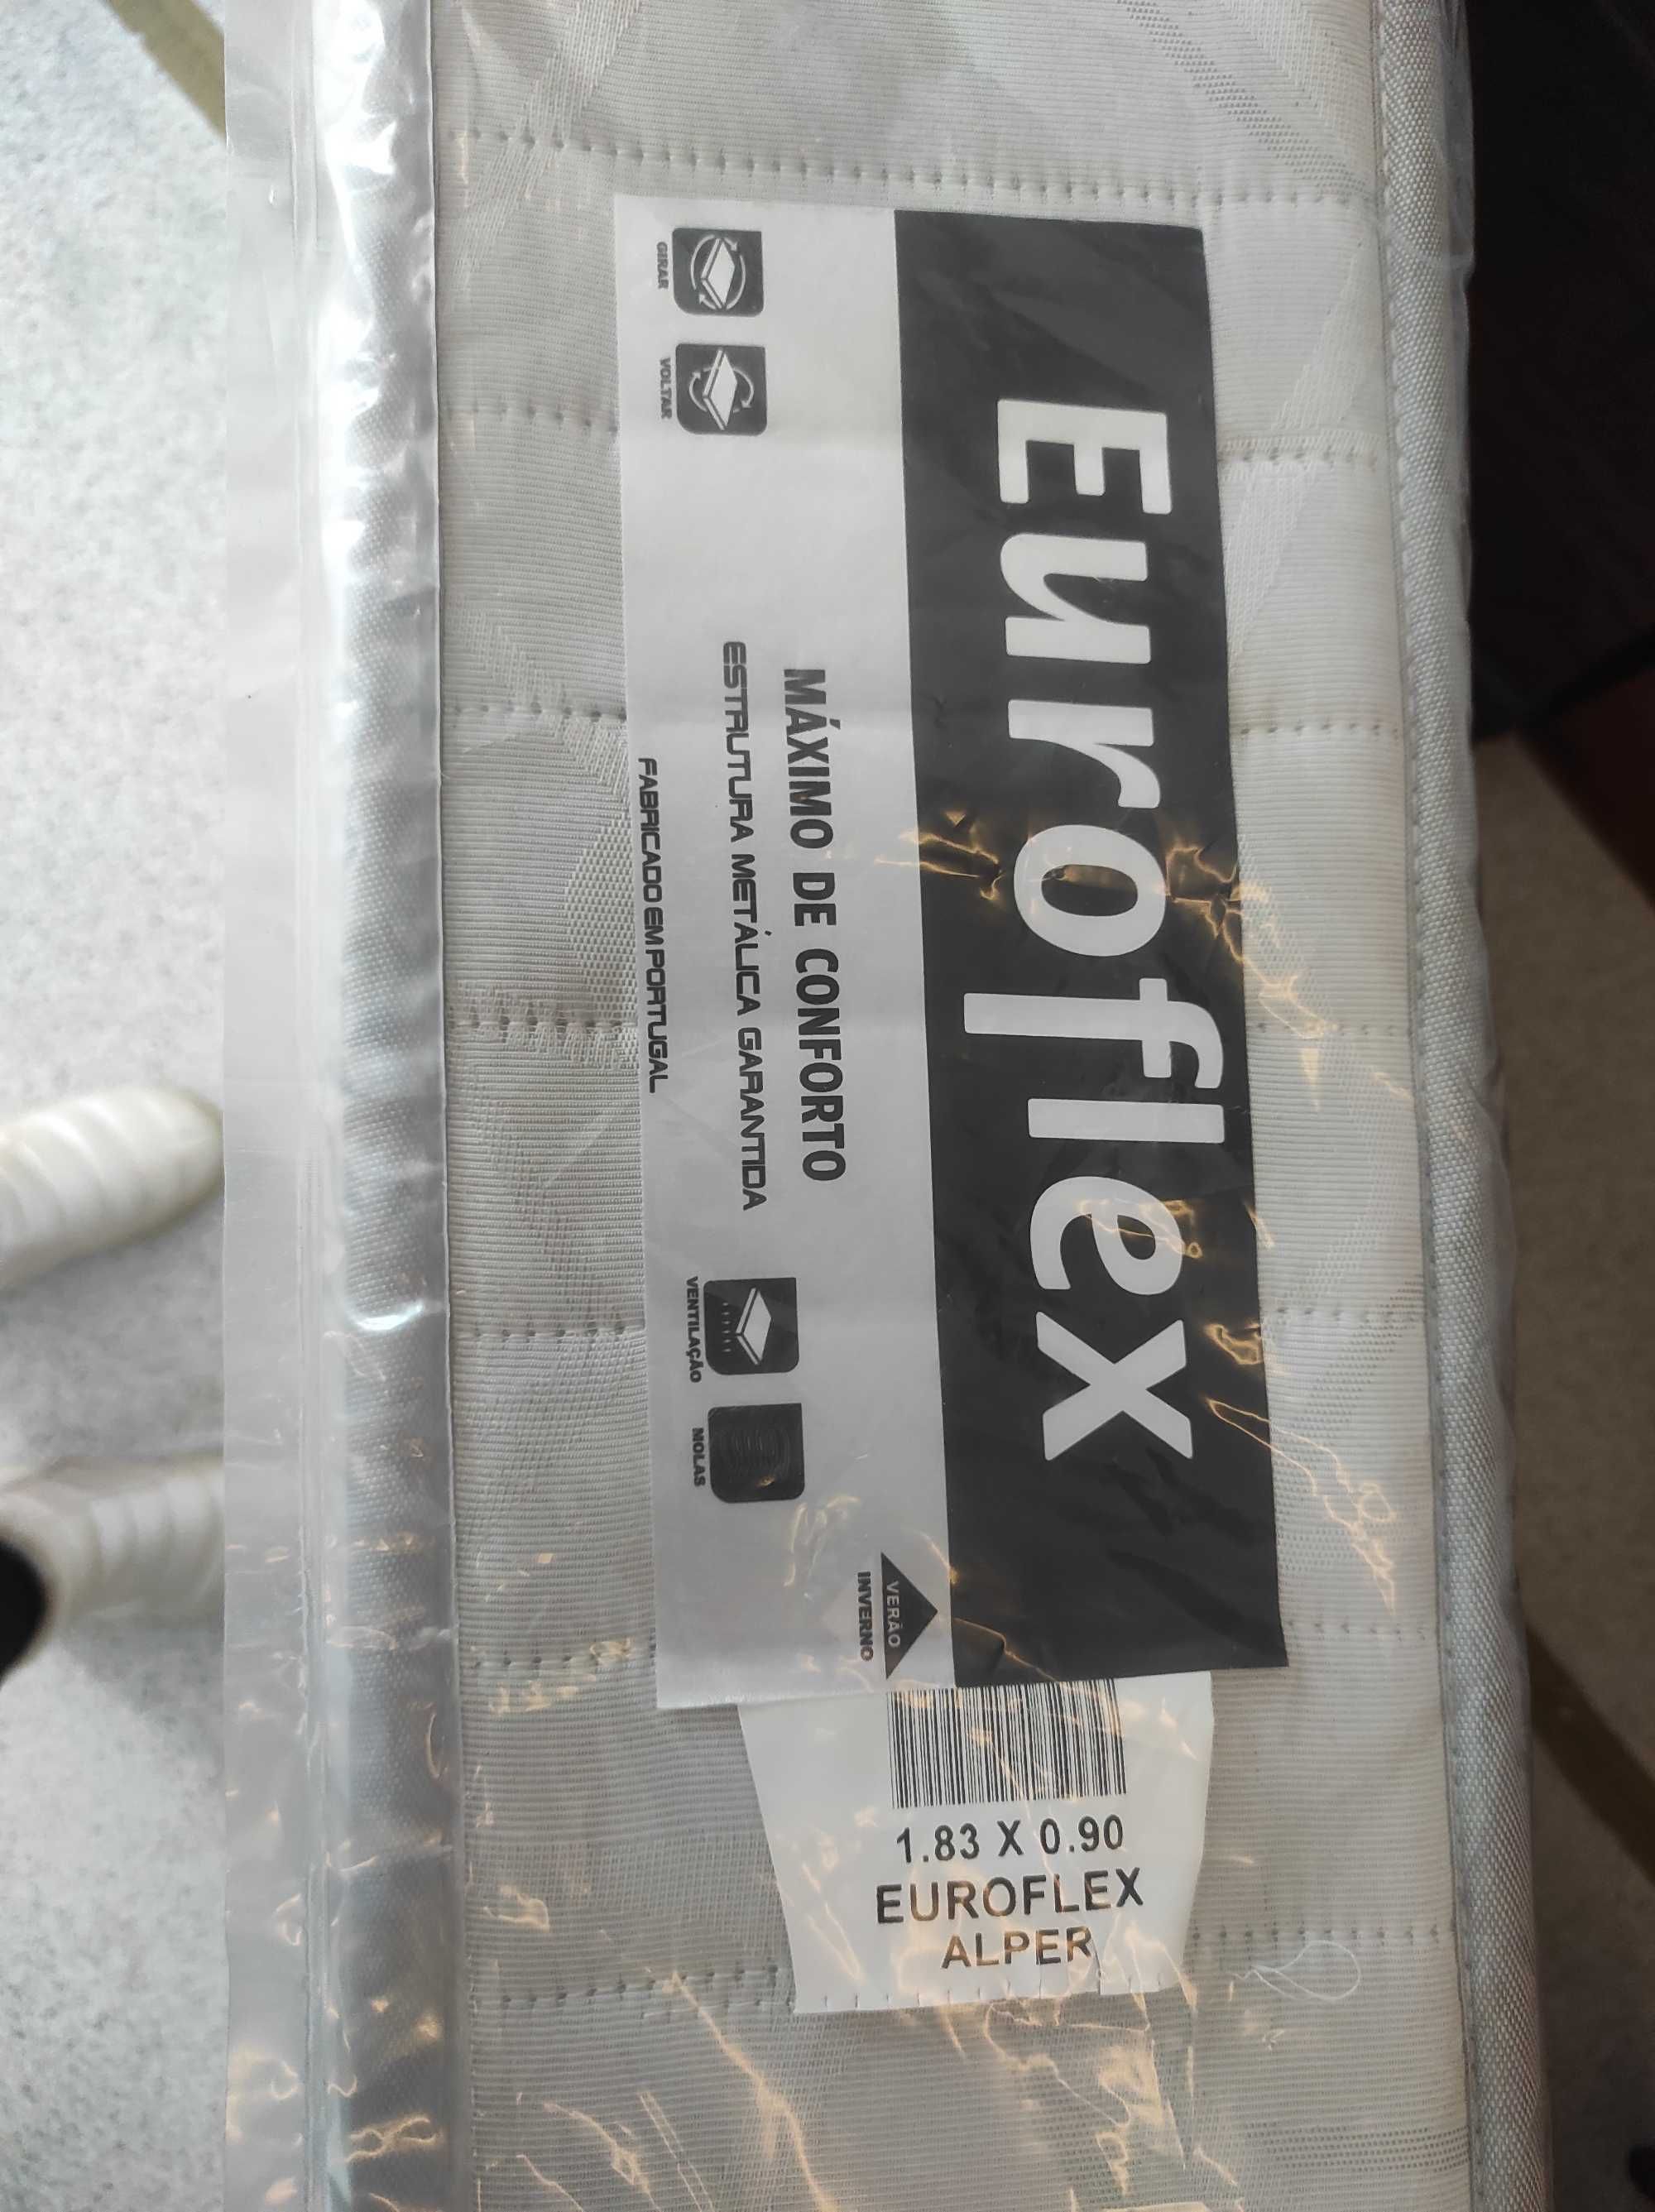 Euroflex
MÁXIMO DE CONFORTO
ESTRUTURA METÁLICA GARANTIDA
FABRICADO EM PORTUGAL
GIRAR
VOLTAR
VENTILAÇÃO
MOLAS
VERÃO
INVERNO
1.83 X 0.90
EUROFLEX
ALPER